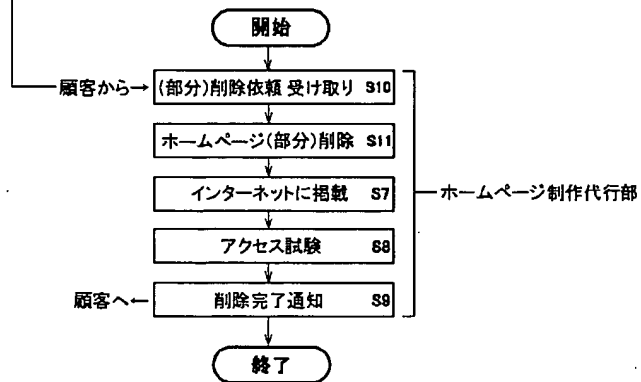 開始
顧客から→
(部分)削除依頼 受け取り S10
ホームページ(部分)削除 S11
インターネットに掲載 S7
ホームページ制作代行部
アクセス試験 S8
顧客へ←
削除完了通知 S9
終了